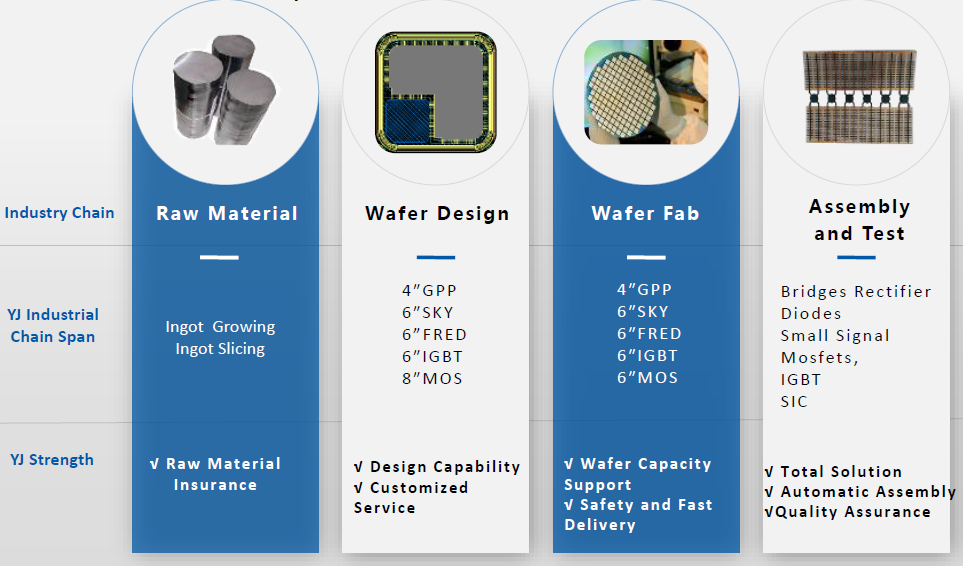 Industry Chain
Raw Material
Wafer Design
Wafer Fab
Assembly
and Test
YJ Industrial
Chain Span
Ingot Growing
Ingot Slicing
4”GPP
6”SKY
6”FRED
6”IGBT
8”MOS
4”GPP
6”SKY
6”FRED
6”IGBT
6”MOS
Bridges Rectifier
Diodes
Small Signal
Mosfets,
IGBT
SIC
YJ Strength
√ Raw Material
Insurance
√ Design Capability
√ Customized
Service
√ Wafer Capacity
Support
√ Safety and Fast
Delivery
√ Total Solution
√ Automatic Assembly
√Quality Assurance